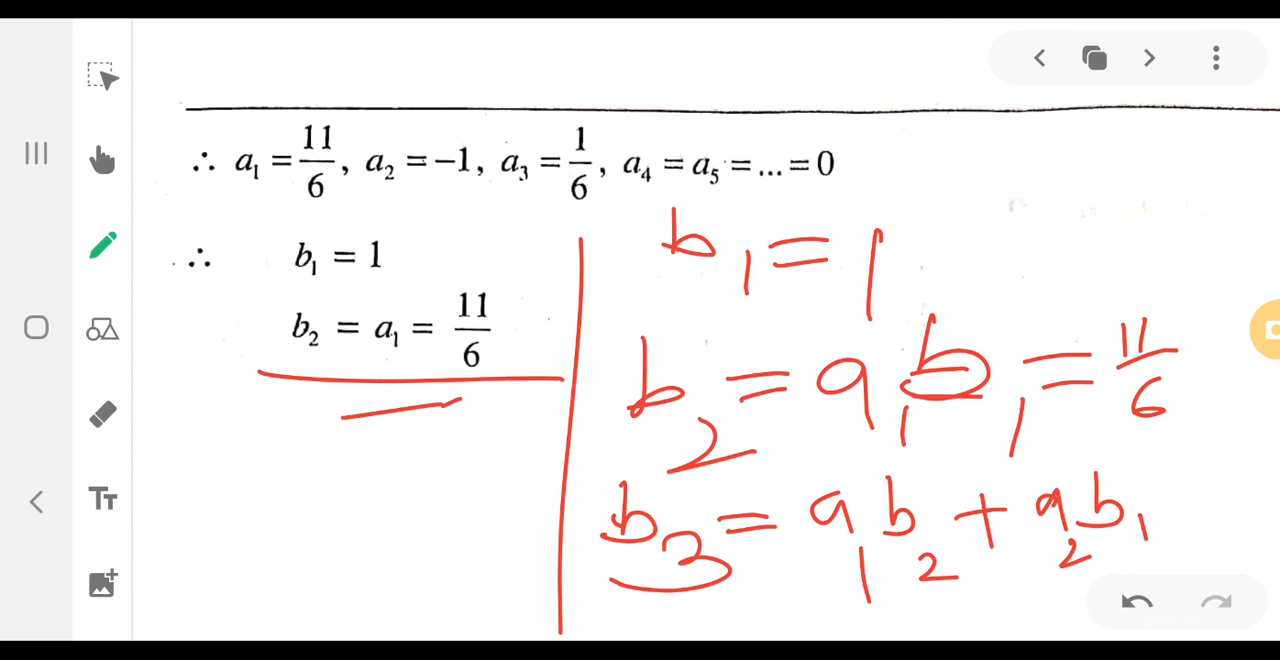 ∴ a₁ = 11/6, a₂ = −1, a₃ = 1/6, a₄ = a₅ = ... = 0
∴ b₁ = 1
b₂ = a₁ = 11/6
b₁ = 1
b₂ = a₁b₁ = 11/6
b₃ = a₁b₂ + a₂b₁
TT